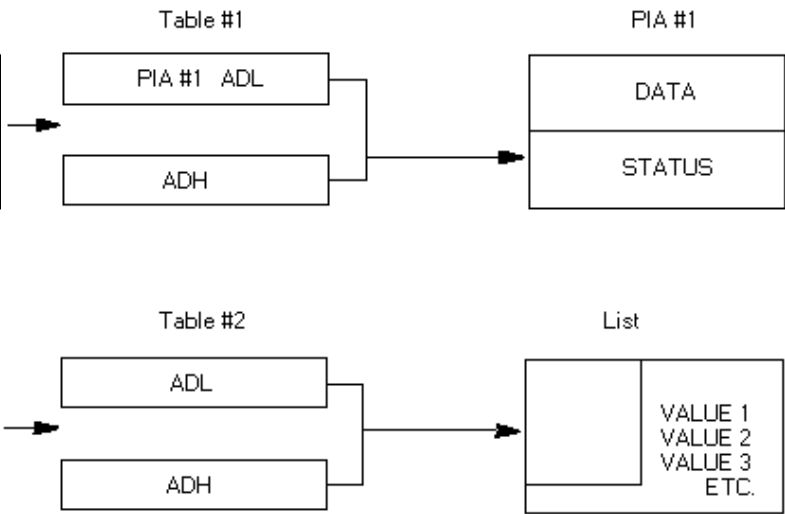 Table #1
PIA #1
PIA #1 ADL
DATA
ADH
STATUS
Table #2
List
ADL
VALUE 1
VALUE 2
VALUE 3
ETC.
ADH